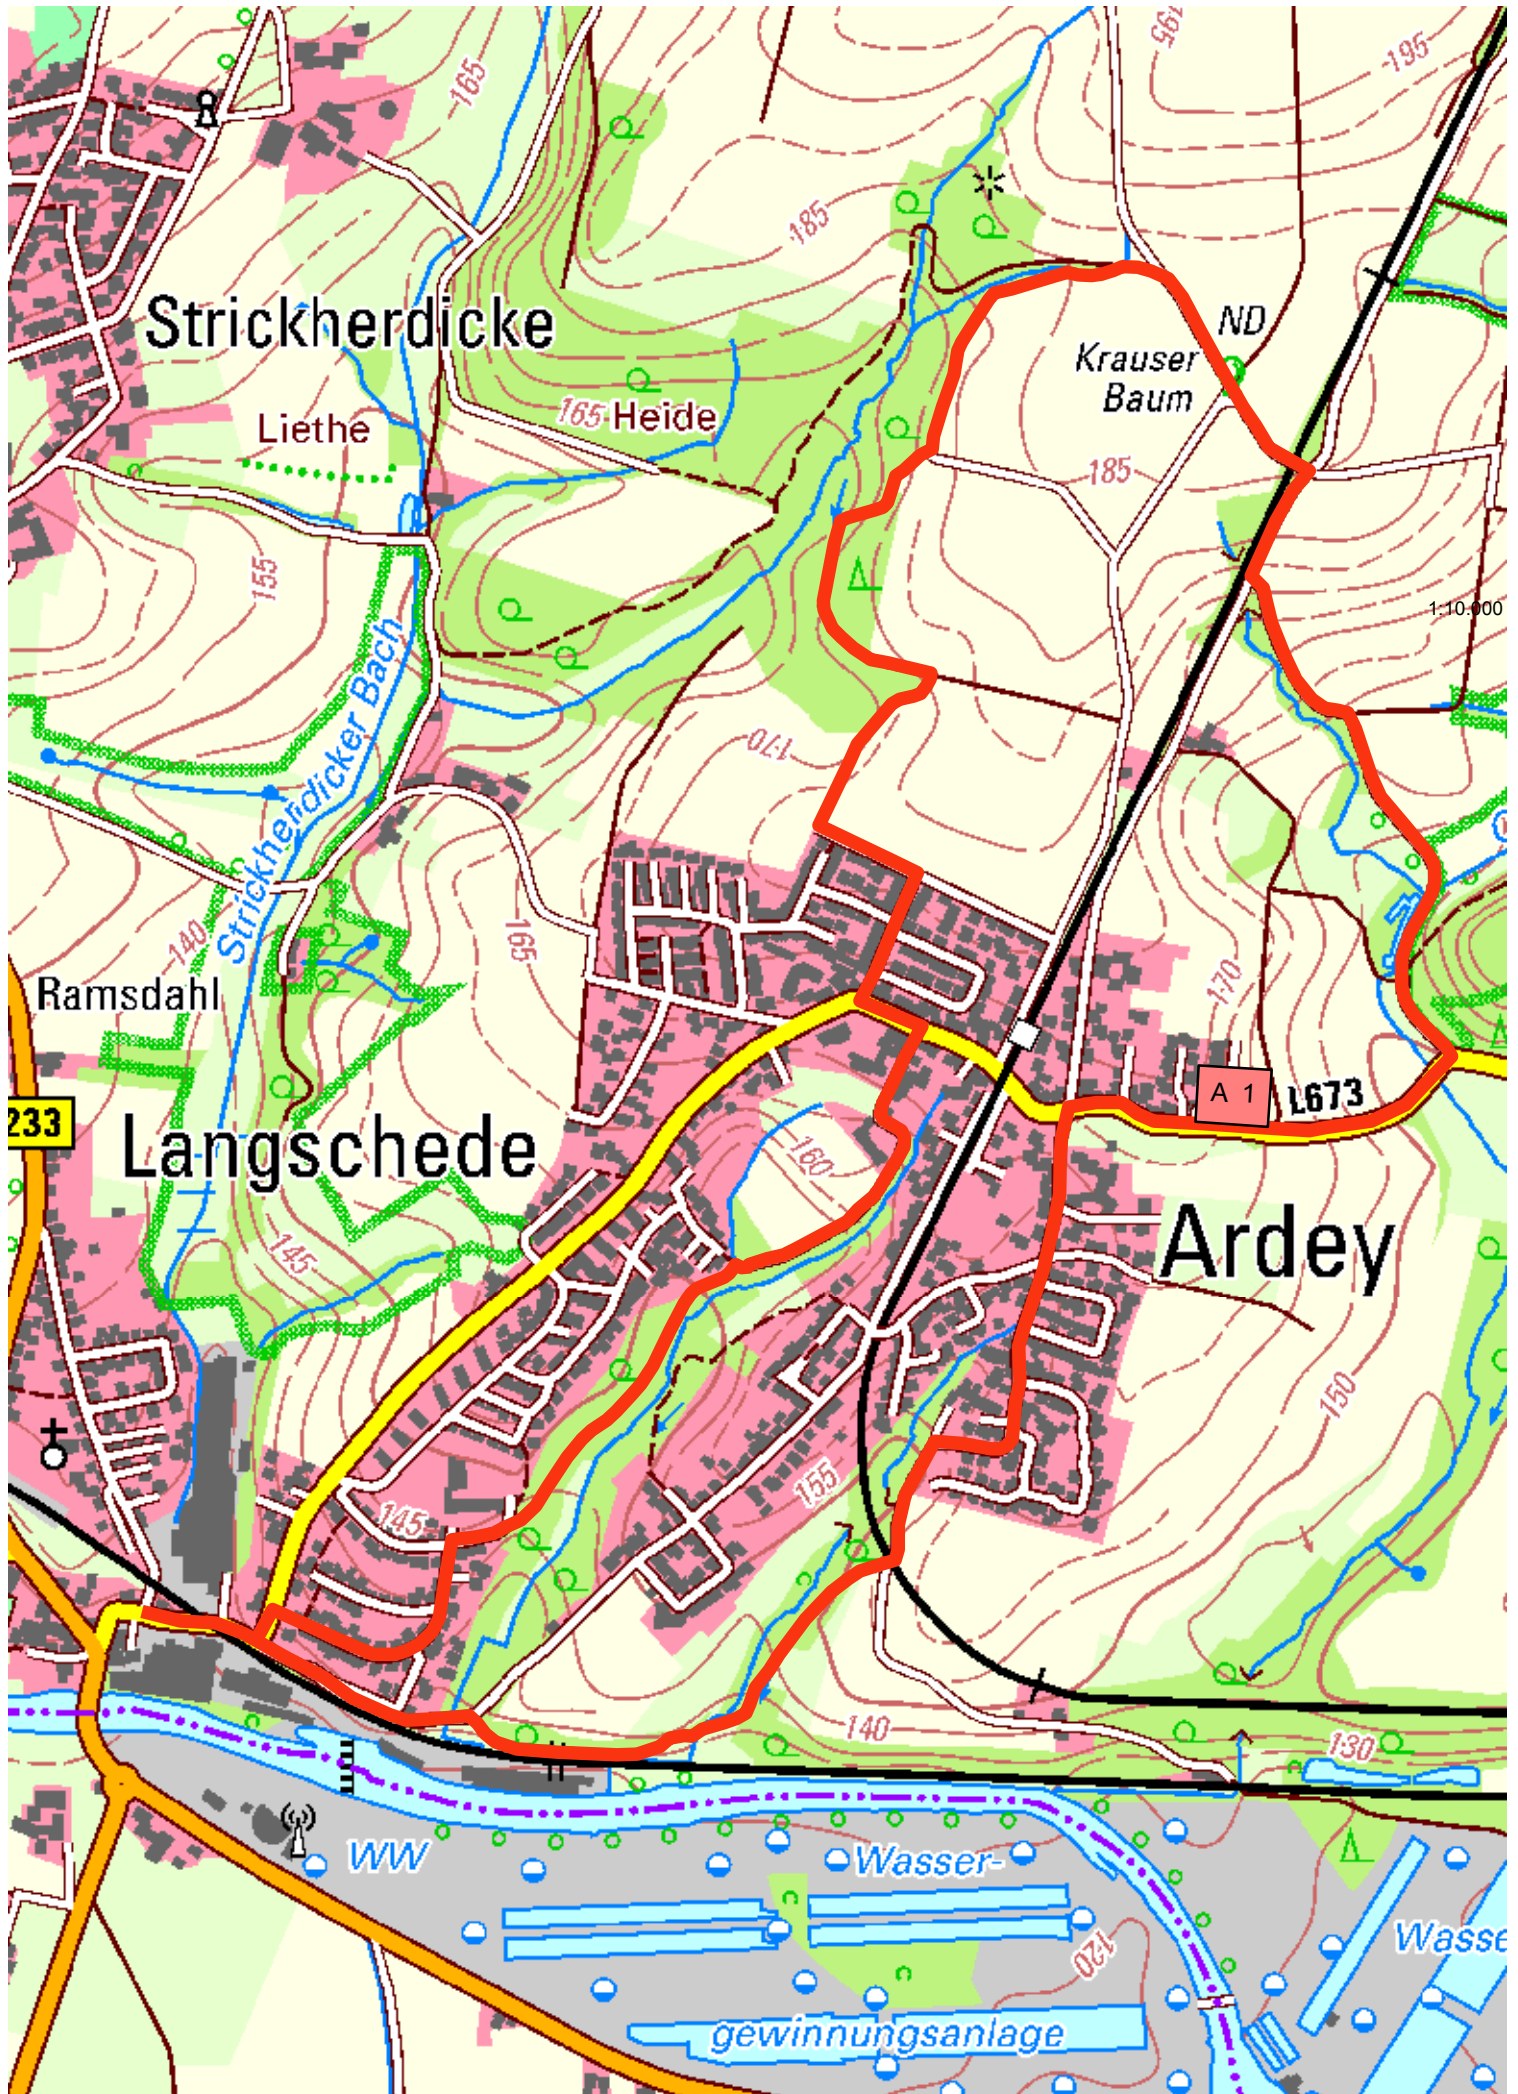 195
195
165
185
Strickherdicke
ND
Krauser
Baum
165 Heide
Liethe
185
155
1:10.000
Strickherdicker Bach
170
140
165
Ramsdahl
170
A 1
L673
233
Langschede
160
Ardey
145
150
155
145
140
130
WW
Wasser-
120
Wasse
gewinnungsanlage